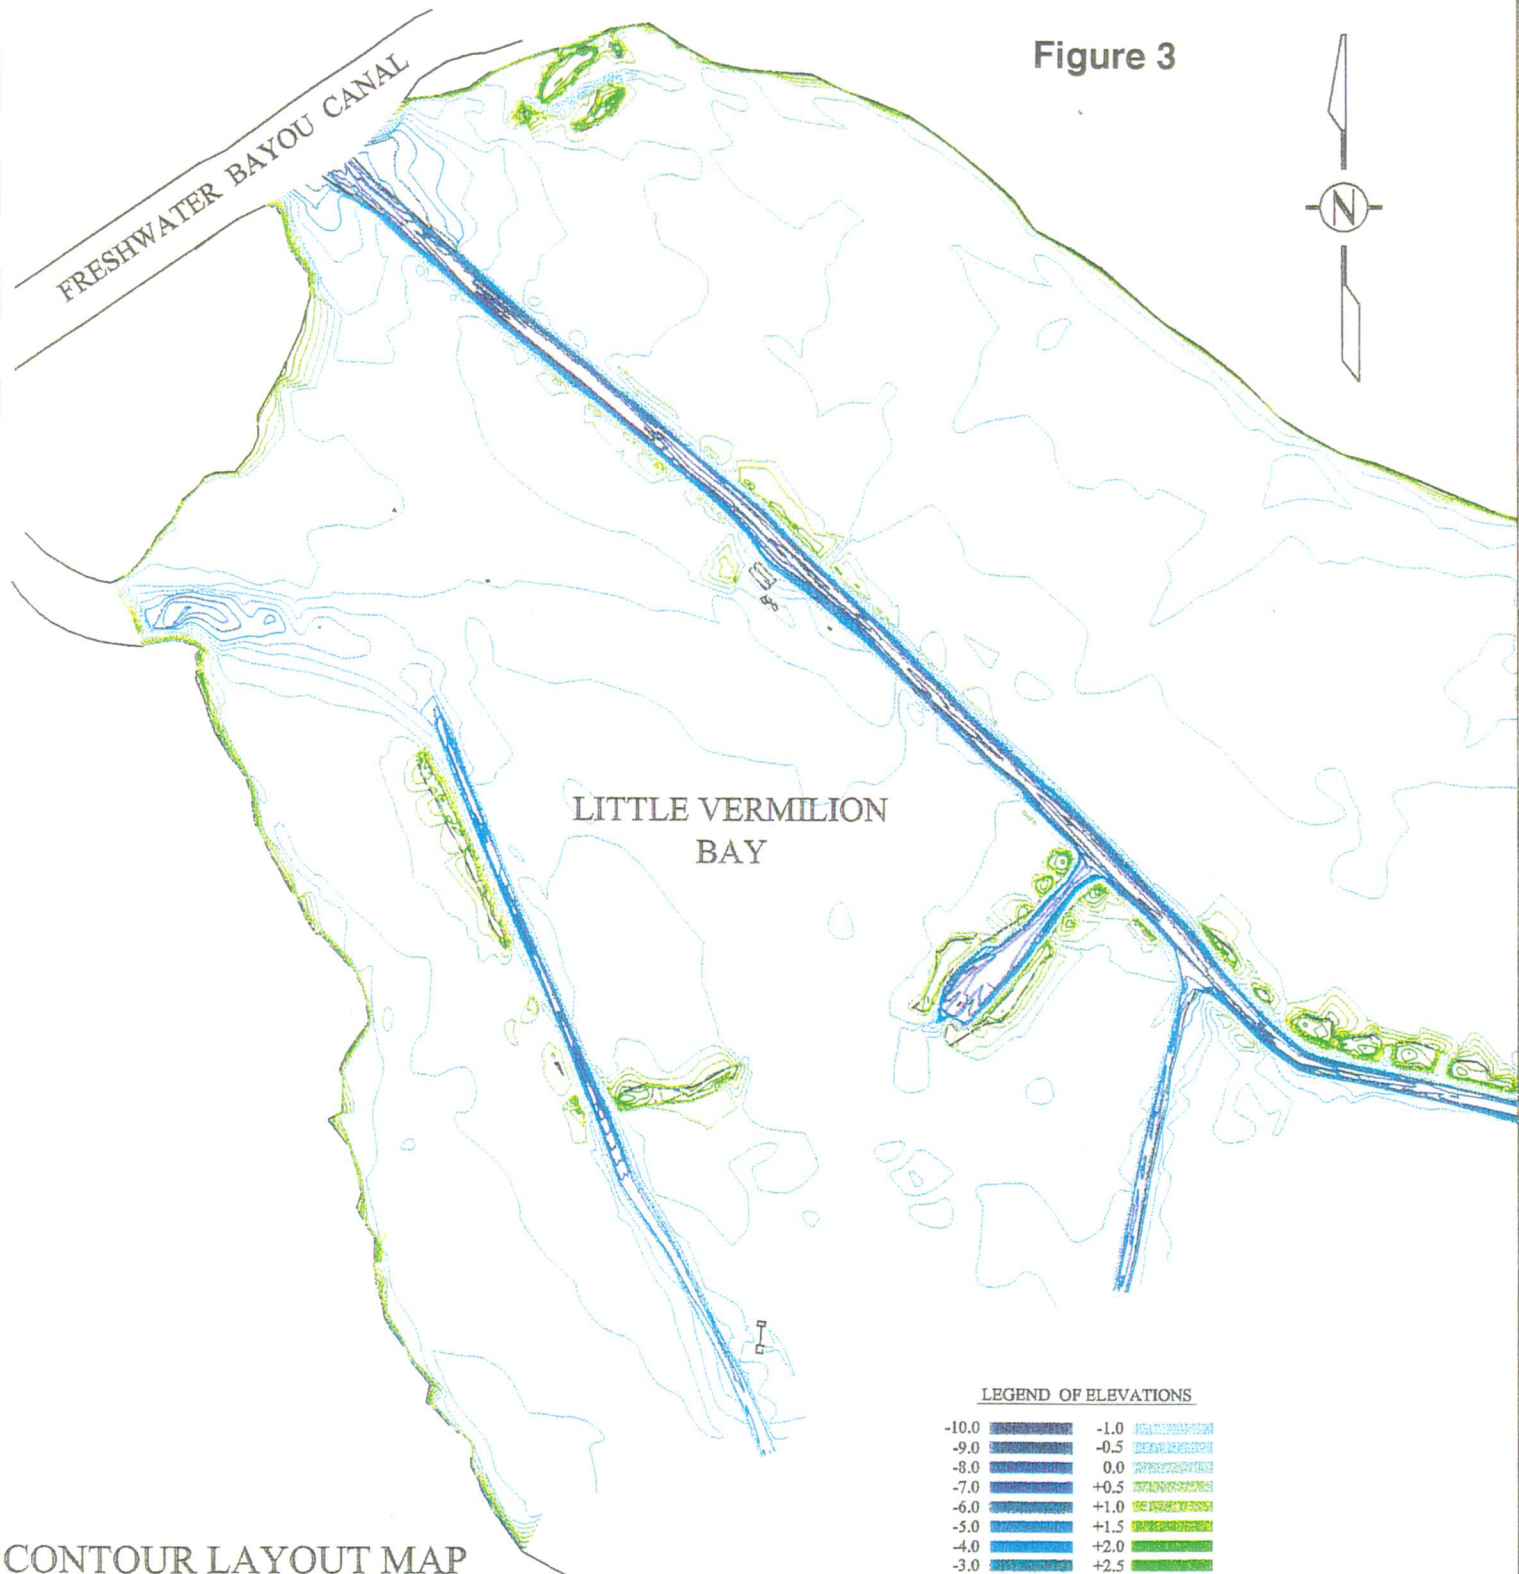 Figure 3
FRESHWATER BAYOU CANAL
N
LITTLE VERMILION
BAY
LEGEND OF ELEVATIONS
-10.0 -1.0
-9.0 -0.5
-8.0 0.0
-7.0 +0.5
-6.0 +1.0
-5.0 +1.5
-4.0 +2.0
-3.0 +2.5
CONTOUR LAYOUT MAP